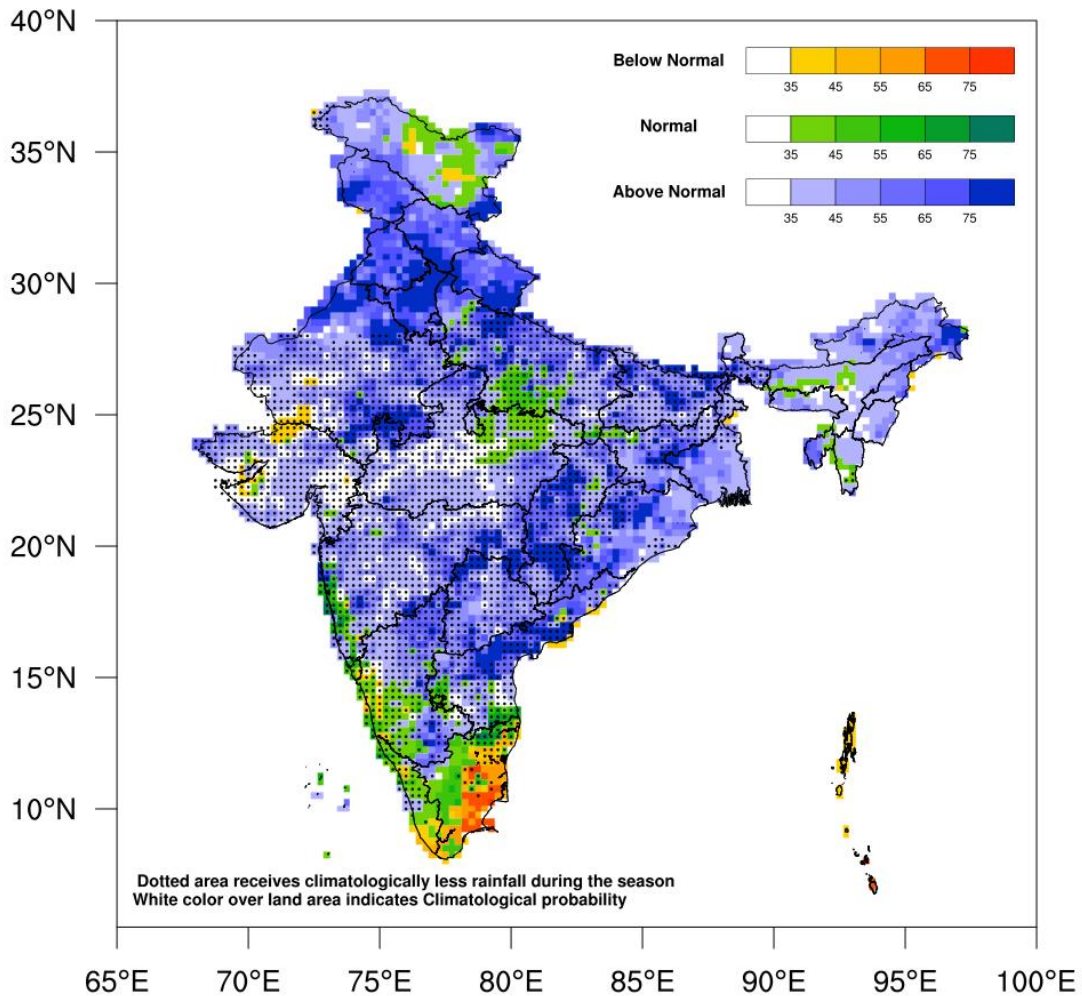 40°N
35°N
30°N
25°N
20°N
15°N
10°N
Below Normal
35 45 55 65 75
Normal
35 45 55 65 75
Above Normal
35 45 55 65 75
Dotted area receives climatologically less rainfall during the season
White color over land area indicates Climatological probability
65°E 70°E 75°E 80°E 85°E 90°E 95°E 100°E